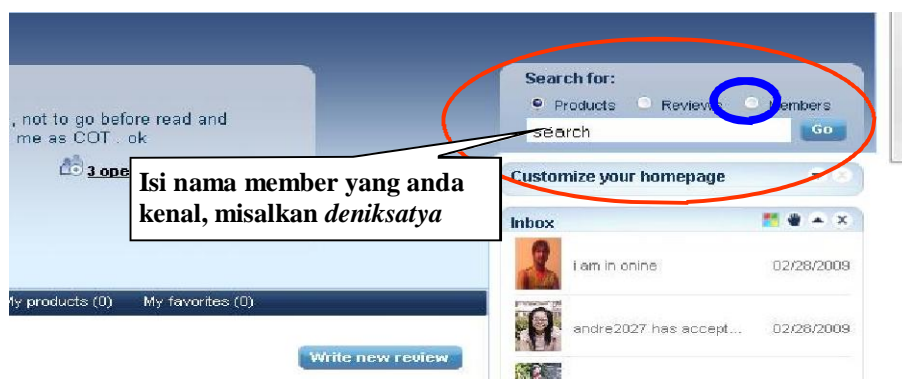 Search for:
Products Reviews Members
search Go
, not to go before read and
me as COT . ok
3 ope
Isi nama member yang anda
kenal, misalkan deniksatya
Customize your homepage
Inbox
i am in onine 02/28/2009
andre2027 has accept... 02/28/2009
My products (0) My favorites (0)
Write new review